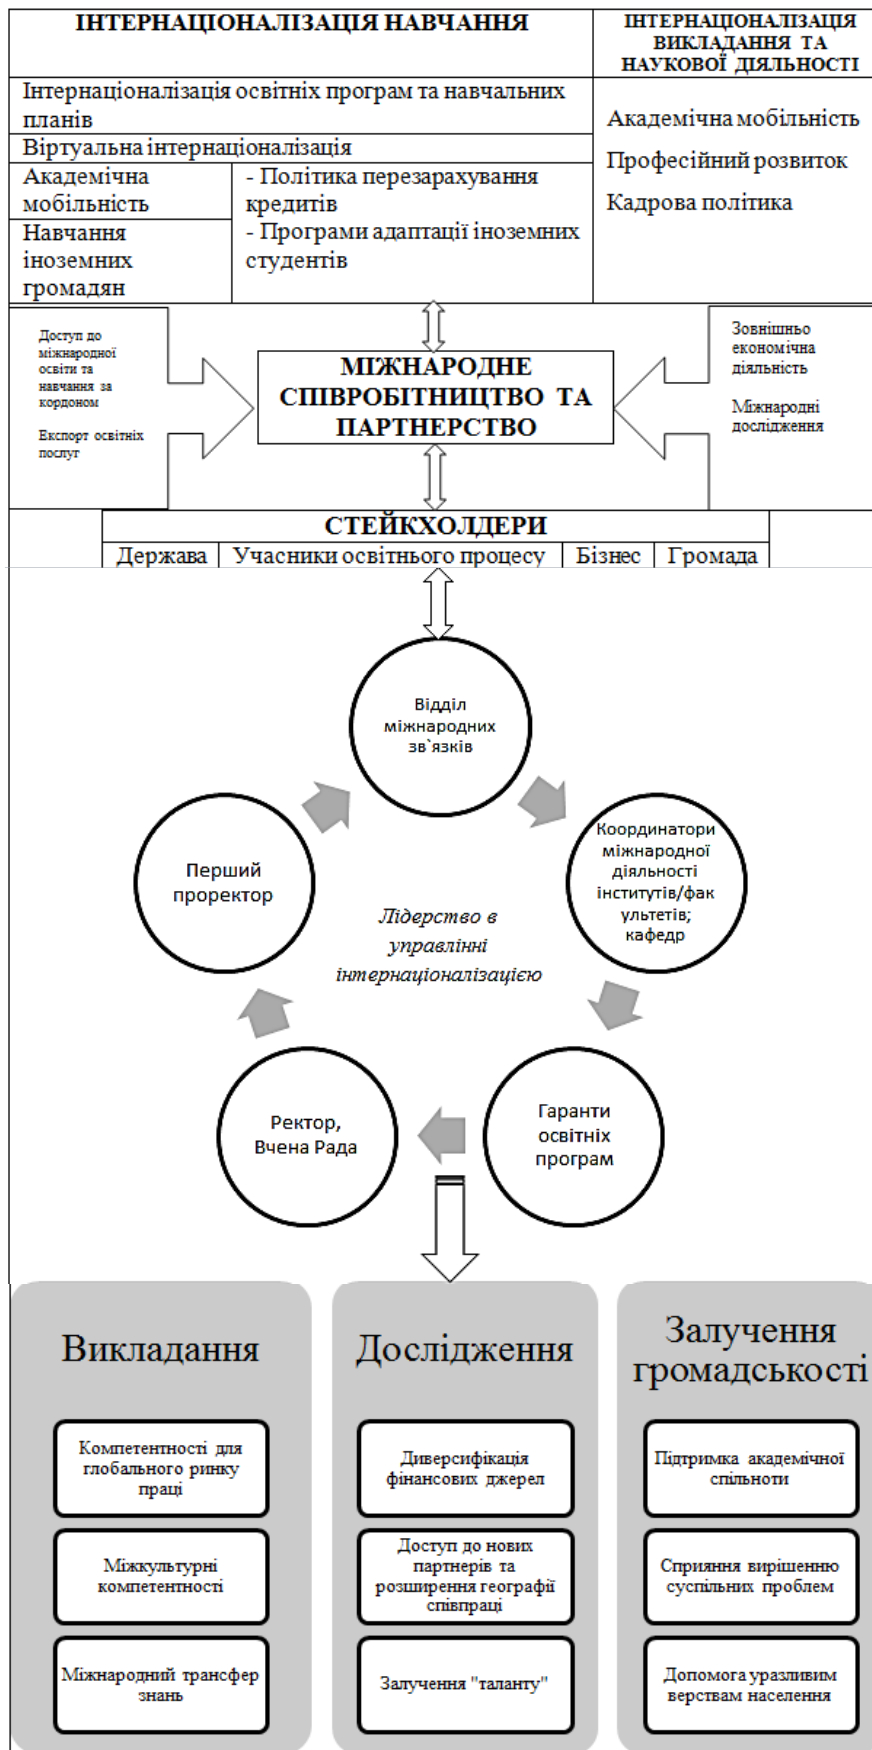 ІНТЕРНАЦІОНАЛІЗАЦІЯ НАВЧАННЯ
ІНТЕРНАЦІОНАЛІЗАЦІЯ
ВИКЛАДАННЯ ТА
НАУКОВОЇ ДІЯЛЬНОСТІ
Інтернаціоналізація освітніх програм та навчальних
планів
Віртуальна інтернаціоналізація
Академічна
мобільність
Навчання
іноземних
громадян
- Політика перезарахування
кредитів
- Програми адаптації іноземних
студентів
Академічна мобільність
Професійний розвиток
Кадрова політика
Доступ до
міжнародної
освіти та
навчання за
кордоном
Експорт освітніх
послуг
МІЖНАРОДНЕ
СПІВРОБІТНИЦТВО ТА
ПАРТНЕРСТВО
Зовнішньо
економічна
діяльність
Міжнародні
дослідження
СТЕЙКХОЛДЕРИ
Держава
Учасники освітнього процесу
Бізнес
Громада
Відділ
міжнародних
зв`язків
Координатори
міжнародної
діяльності
інститутів/фак
ультетів;
кафедр
Перший
проректор
Лідерство в
управлінні
інтернаціоналізацією
Ректор,
Вчена Рада
Гаранти
освітніх
програм
Викладання
Компетентності для
глобального ринку
праці
Міжкультурні
компетентності
Міжнародний трансфер
знань
Дослідження
Диверсифікація
фінансових джерел
Доступ до нових
партнерів та
розширення географії
співпраці
Залучення "таланту"
Залучення
громадськості
Підтримка академічної
спільноти
Сприяння вирішенню
суспільних проблем
Допомога уразливим
верствам населення